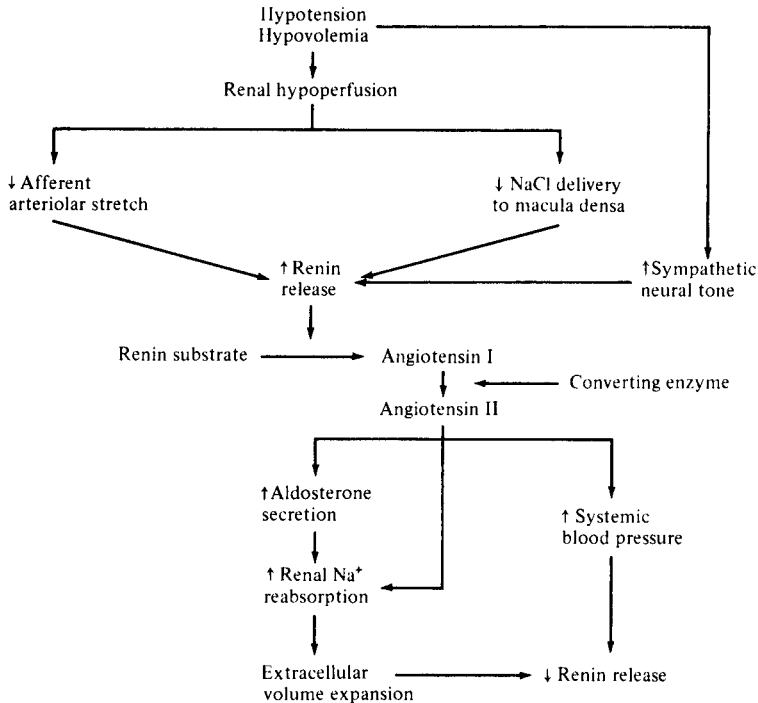 Hypotension
Hypovolemia
Renal hypoperfusion
↓ Afferent
arteriolar stretch
↓ NaCl delivery
to macula densa
↑ Renin
release
↑ Sympathetic
neural tone
Renin substrate
Angiotensin I
Converting enzyme
Angiotensin II
↑ Aldosterone
secretion
↑ Systemic
blood pressure
↑ Renal Na⁺
reabsorption
Extracellular
volume expansion
↓ Renin release